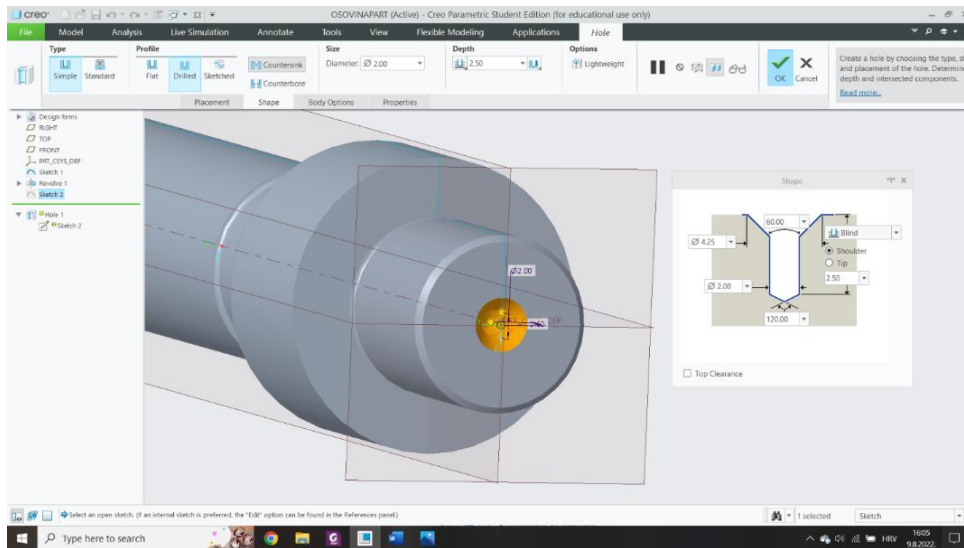 creo
OSOVINAPART (Active) - Creo Parametric Student Edition (for educational use only)
File Model Analysis Live Simulation Annotate Tools View Flexible Modeling Applications Hole
Type Profile Size Depth Options
Simple Standard Flat Drilled Sketched Countersink Counterbore
Diameter: Ø 2.00 2.50 Lightweight
OK Cancel
Create a hole by choosing the type,
and placement of the hole. Determine
depth and intersected components.
Read more...
Placement Shape Body Options Properties
Design Items
RIGHT
TOP
FRONT
PRT_CSYS_DEF
Sketch 1
Revolve 1
Sketch 2
Hole 1
Sketch 2
Ø2.00
Shape
60.00
Blind
Ø 4.25
Shoulder
Tip
Ø 2.00
2.50
120.00
Top Clearance
Select an open sketch. (If an internal sketch is preferred, the "Edit" option can be found in the References panel.)
1 selected Sketch
Type here to search
HRV
16:05
9.8.2022.